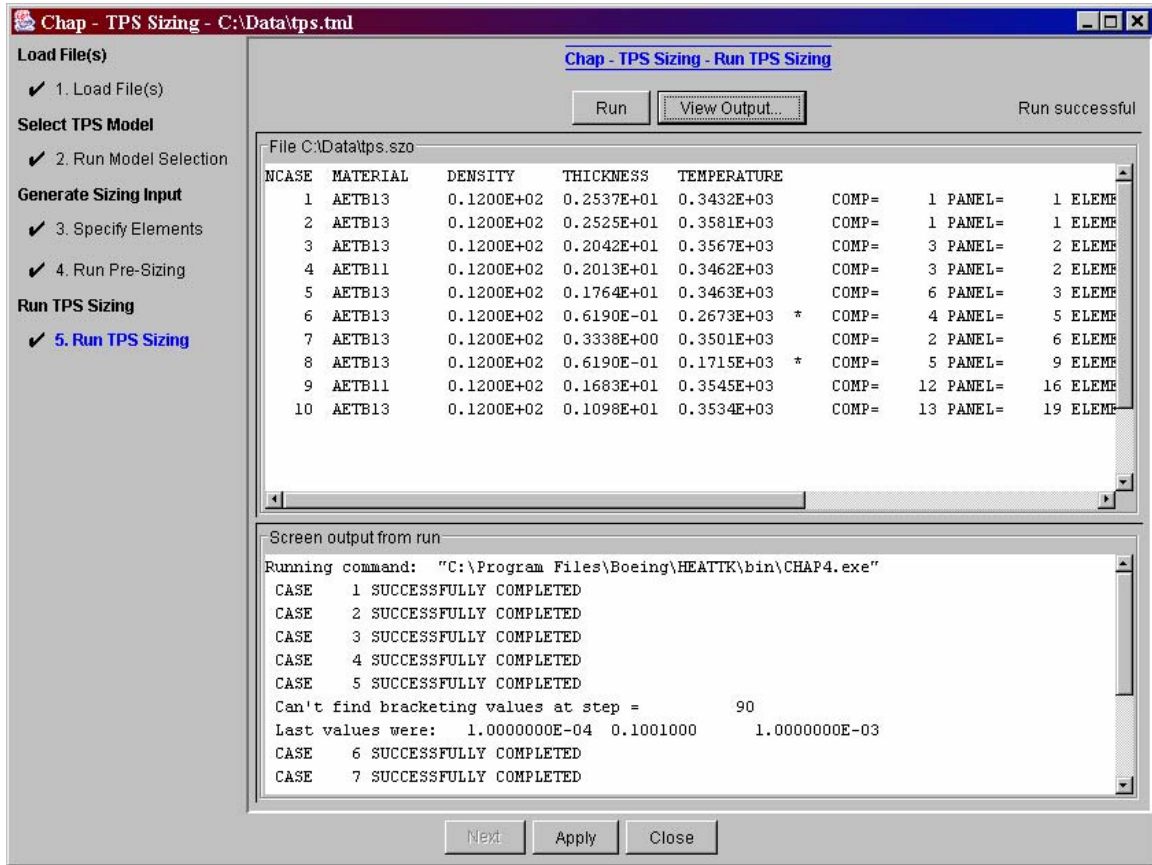 Chap - TPS Sizing - C:\Data\tps.tml
Load File(s)
✔ 1. Load File(s)
Select TPS Model
✔ 2. Run Model Selection
Generate Sizing Input
✔ 3. Specify Elements
✔ 4. Run Pre-Sizing
Run TPS Sizing
✔ 5. Run TPS Sizing
Chap - TPS Sizing - Run TPS Sizing
Run View Output... Run successful
File C:\Data\tps.szo
NCASE MATERIAL DENSITY THICKNESS TEMPERATURE
1 AETB13 0.1200E+02 0.2537E+01 0.3432E+03 COMP= 1 PANEL= 1 ELEME
2 AETB13 0.1200E+02 0.2525E+01 0.3581E+03 COMP= 1 PANEL= 1 ELEME
3 AETB13 0.1200E+02 0.2042E+01 0.3567E+03 COMP= 3 PANEL= 2 ELEME
4 AETB11 0.1200E+02 0.2013E+01 0.3462E+03 COMP= 3 PANEL= 2 ELEME
5 AETB13 0.1200E+02 0.1764E+01 0.3463E+03 COMP= 6 PANEL= 3 ELEME
6 AETB13 0.1200E+02 0.6190E-01 0.2673E+03 * COMP= 4 PANEL= 5 ELEME
7 AETB13 0.1200E+02 0.3338E+00 0.3501E+03 COMP= 2 PANEL= 6 ELEME
8 AETB13 0.1200E+02 0.6190E-01 0.1715E+03 * COMP= 5 PANEL= 9 ELEME
9 AETB11 0.1200E+02 0.1683E+01 0.3545E+03 COMP= 12 PANEL= 16 ELEME
10 AETB13 0.1200E+02 0.1098E+01 0.3534E+03 COMP= 13 PANEL= 19 ELEME
Screen output from run
Running command: "C:\Program Files\Boeing\HEATTK\bin\CHAP4.exe"
CASE 1 SUCCESSFULLY COMPLETED
CASE 2 SUCCESSFULLY COMPLETED
CASE 3 SUCCESSFULLY COMPLETED
CASE 4 SUCCESSFULLY COMPLETED
CASE 5 SUCCESSFULLY COMPLETED
Can't find bracketing values at step = 90
Last values were: 1.0000000E-04 0.1001000 1.0000000E-03
CASE 6 SUCCESSFULLY COMPLETED
CASE 7 SUCCESSFULLY COMPLETED
Next Apply Close